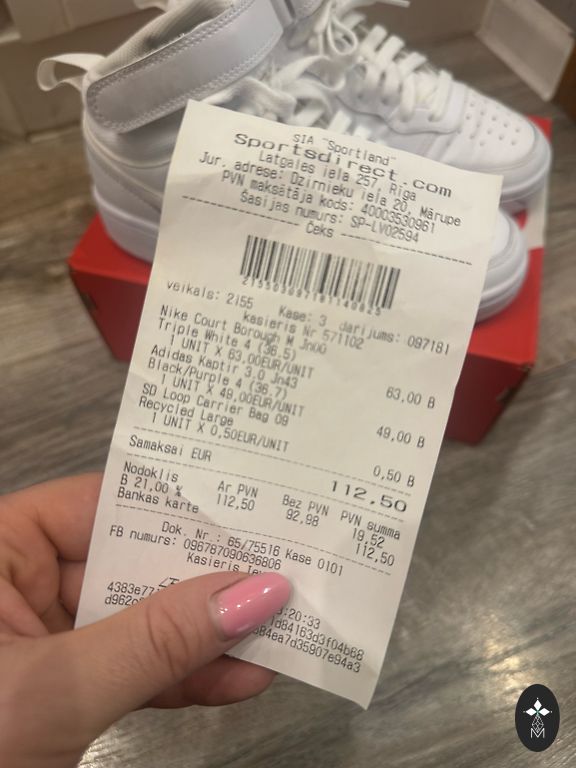 SIA "Sportland"
Sportsdirect.com
Latgales iela 257, Rīga
Jur. adrese: Dzirnieku iela 20, Mārupe
PVN maksātāja kods: 40003530961
Šasijas numurs: SP-LV02594
Čeks
veikals: 2155 Kase: 3 darījums: 097181
kasieris Nr 571102
Nike Court Borough M Jn00
Triple White 4 (36.5)
1 UNIT X 63,00EUR/UNIT 63,00 B
Adidas Kaptir 3.0 Jn43
Black/Purple 4 (36.7)
1 UNIT X 49,00EUR/UNIT 49,00 B
SD Loop Carrier Bag 09
Recycled Large
1 UNIT X 0,50EUR/UNIT 0,50 B
Samaksai EUR 112,50
Nodoklis Ar PVN Bez PVN PVN summa
B 21,00 % 112,50 92,98 19,52
Bankas karte 112,50
Dok. Nr.: 65/75516 Kase 0101
FB numurs: 096787090636806
Kasieris
:20:33
M